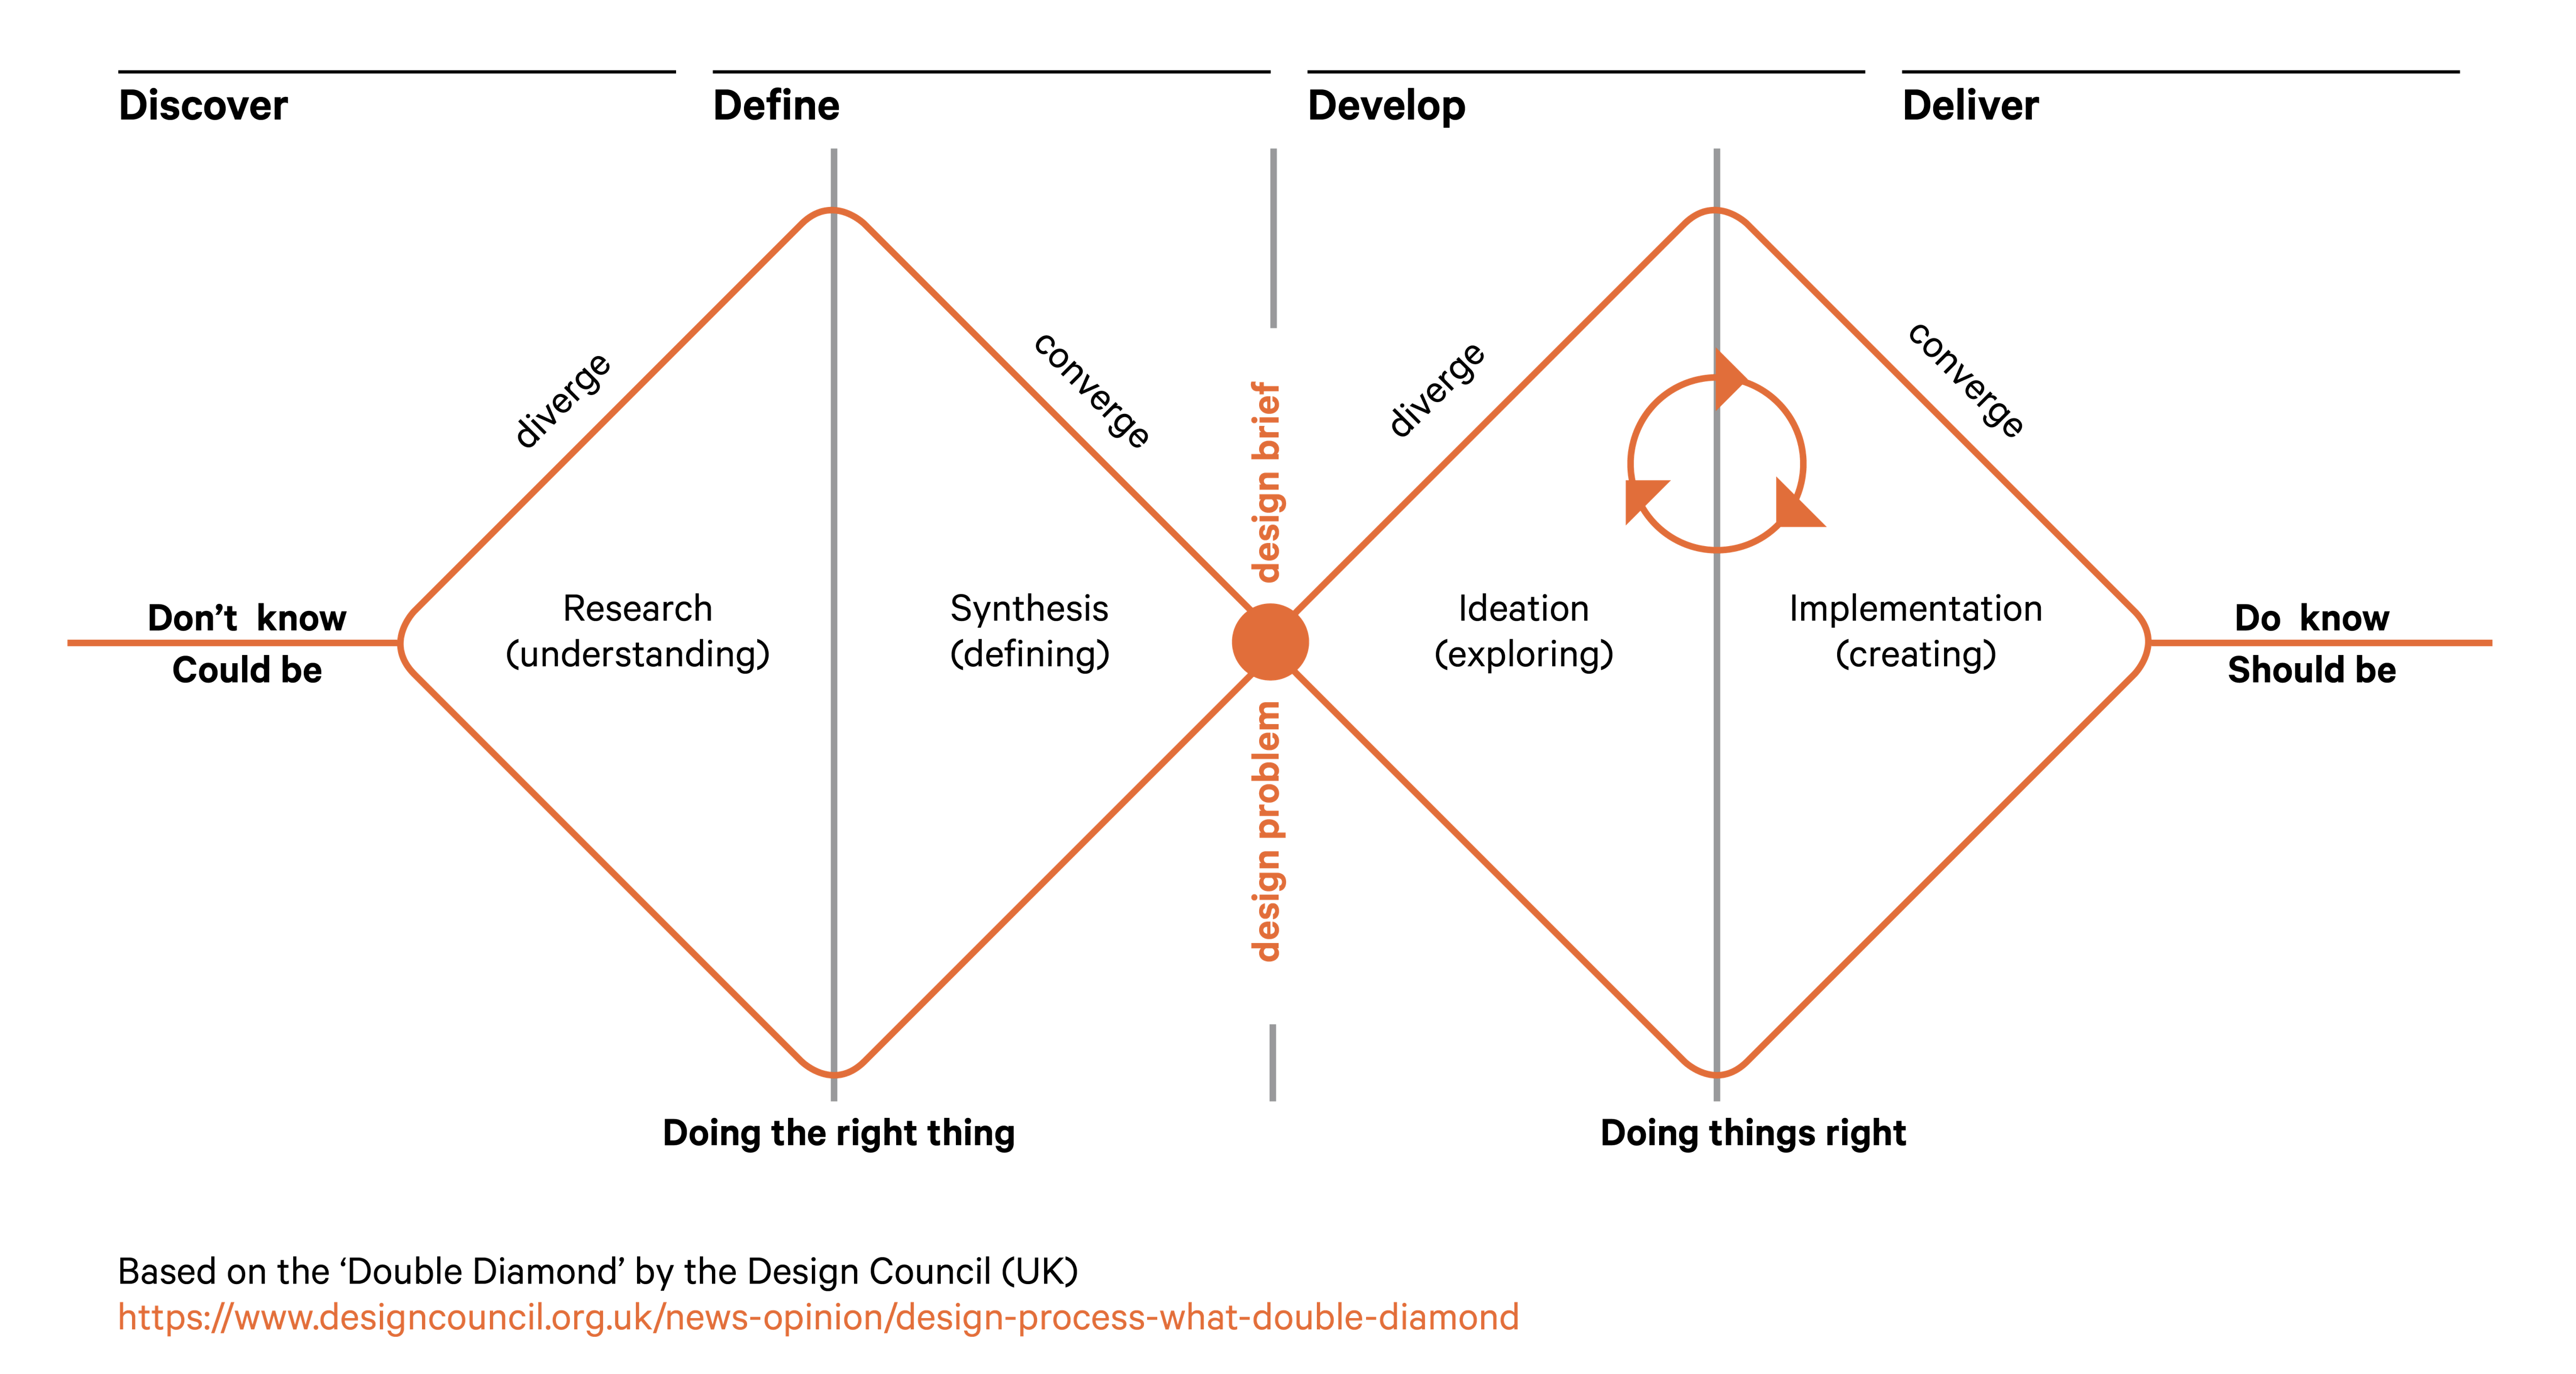 Discover
Define
Develop
Deliver
diverge
converge
diverge
converge
design brief
design problem
Don’t know
Could be
Research
(understanding)
Synthesis
(defining)
Ideation
(exploring)
Implementation
(creating)
Do know
Should be
Doing the right thing
Doing things right
Based on the ‘Double Diamond’ by the Design Council (UK)
https://www.designcouncil.org.uk/news-opinion/design-process-what-double-diamond